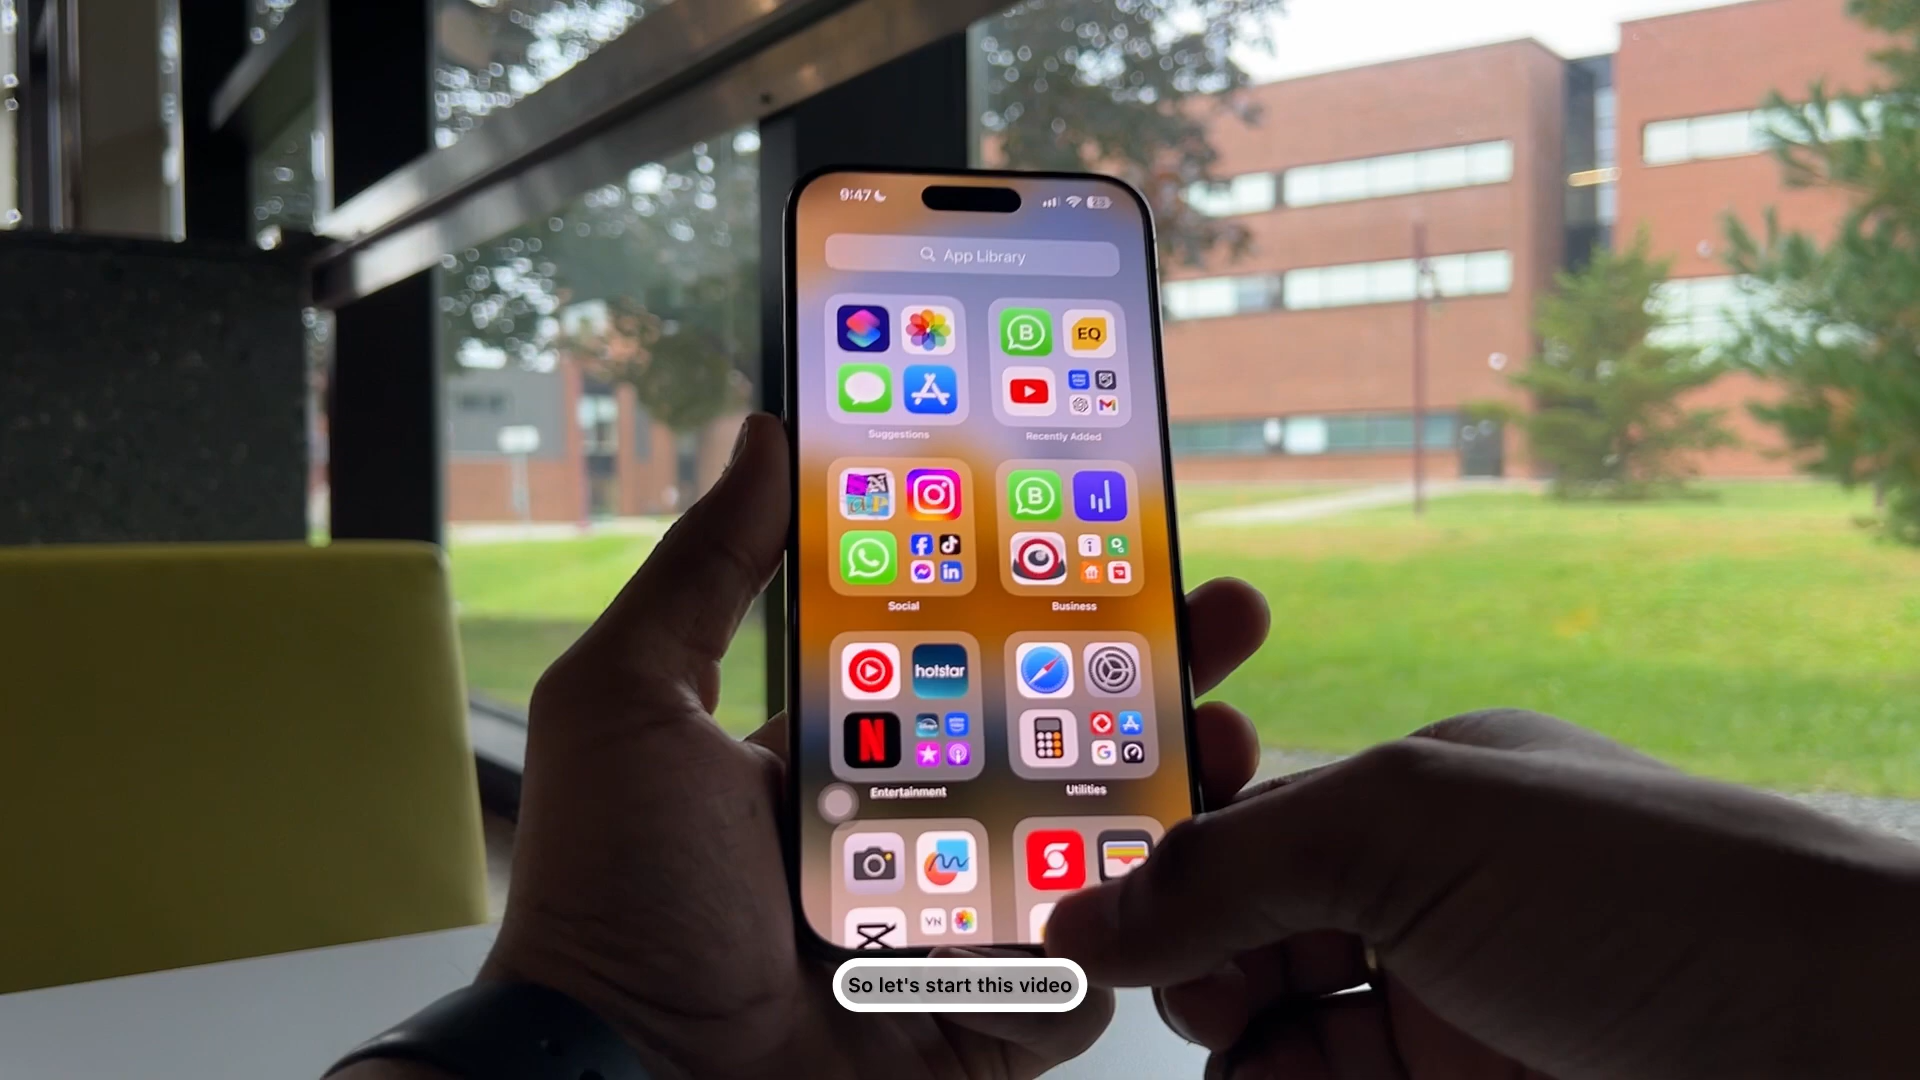 9:47
23
App Library
EQ
Suggestions
Recently Added
Social
Business
hotstar
Entertainment
Utilities
VN
So let's start this video